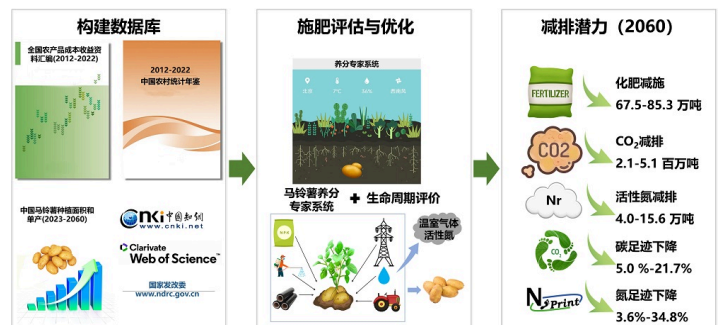 构建数据库
全国农产品成本收益资
料汇编(2012-2022)
2012-2022
中国农村统计年鉴
中国马铃薯种植面积和
单产(2023-2060)
Cnki中国知网
www.cnki.net
Clarivate
Web of Science™
国家发改委
www.ndrc.gov.cn
施肥评估与优化
养分专家系统
7℃
马铃薯养分
专家系统
+ 生命周期评价
温室气体
活性氮
减排潜力（2060）
FERTILIZER
化肥减施
67.5-85.3 万吨
CO2
CO₂减排
2.1-5.1 百万吨
Nr
活性氮减排
4.0-15.6 万吨
CO₂
碳足迹下降
5.0 %-21.7%
N Print
氮足迹下降
3.6%-34.8%